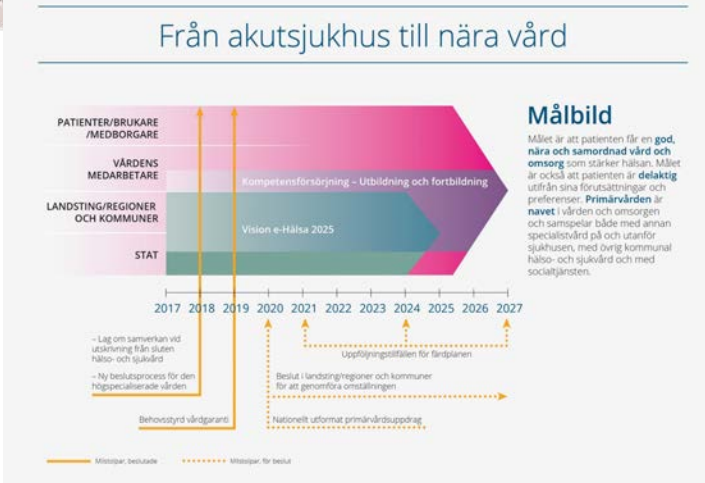 Från akutsjukhus till nära vård
PATIENTER/BRUKARE
/MEDBORGARE
VÅRDENS
MEDARBETARE
LANDSTING/REGIONER
OCH KOMMUNER
STAT
Kompetensförsörjning – Utbildning och fortbildning
Vision e-Hälsa 2025
2017 2018 2019 2020 2021 2022 2023 2024 2025 2026 2027
– Lag om samverkan vid
utskrivning från sluten
hälso- och sjukvård
– Ny beslutsprocess för den
högspecialiserade vården
Behovsstyrd vårdgaranti
Uppföljningstillfällen för färdplanen
Beslut i landsting/regioner och kommuner
för att genomföra omställningen
Nationellt utformat primärvårdsuppdrag
Milstolpar, beslutade
Milstolpar, för beslut
Målbild
Målet är att patienten får en god,
nära och samordnad vård och
omsorg som stärker hälsan. Målet
är också att patienten är delaktig
utifrån sina förutsättningar och
preferenser. Primärvården är
navet i vården och omsorgen
och samspelar både med annan
specialistvård på och utanför
sjukhusen, med övrig kommunal
hälso- och sjukvård och med
socialtjänsten.